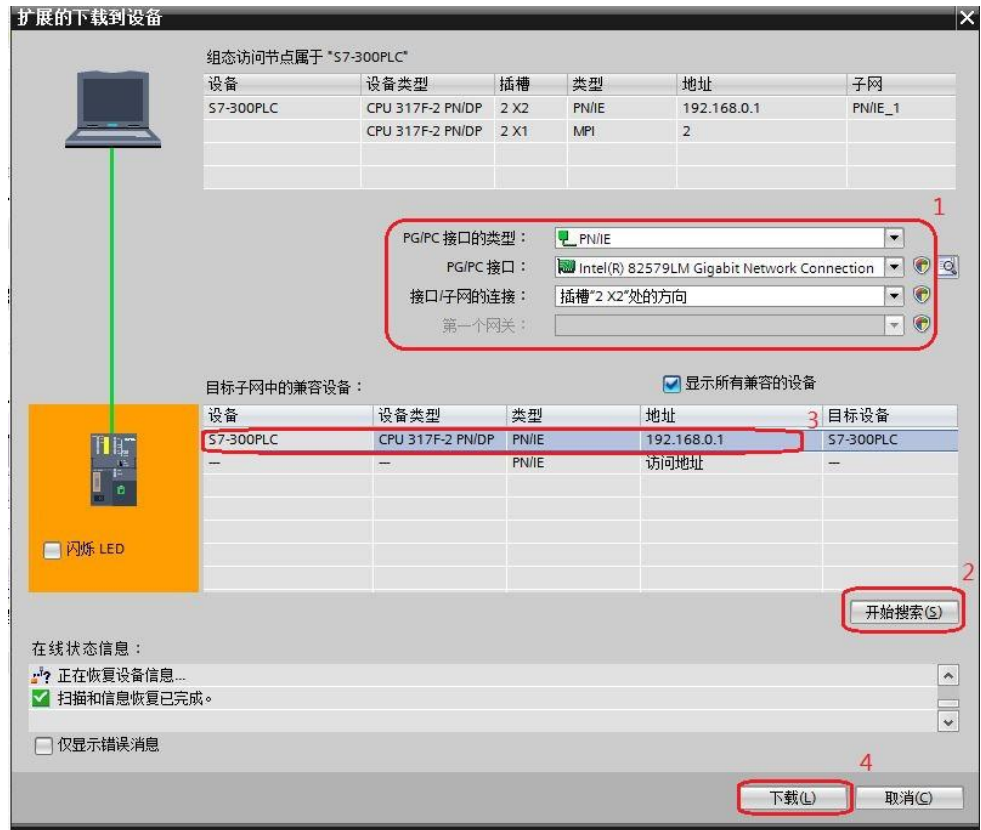 扩展的下载到设备
组态访问节点属于 "S7-300PLC"
设备 设备类型 插槽 类型 地址 子网
S7-300PLC CPU 317F-2 PN/DP 2 X2 PN/IE 192.168.0.1 PN/IE_1
CPU 317F-2 PN/DP 2 X1 MPI 2
1
PG/PC 接口的类型： PN/IE
PG/PC 接口： Intel(R) 82579LM Gigabit Network Connection
接口/子网的连接： 插槽"2 X2"处的方向
第一个网关：
目标子网中的兼容设备： 显示所有兼容的设备
设备 设备类型 类型 地址 3 目标设备
S7-300PLC CPU 317F-2 PN/DP PN/IE 192.168.0.1 S7-300PLC
— — PN/IE 访问地址 —
闪烁 LED
2
开始搜索(S)
在线状态信息：
正在恢复设备信息...
扫描和信息恢复已完成。
仅显示错误消息
4
下载(L) 取消(C)